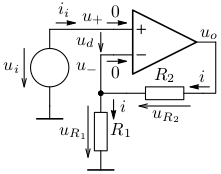 i_i u_+ 0
u_o
+
u_d
u_i
u_- −
0
R_2 i
i
u_{R_2}
u_{R_1} R_1